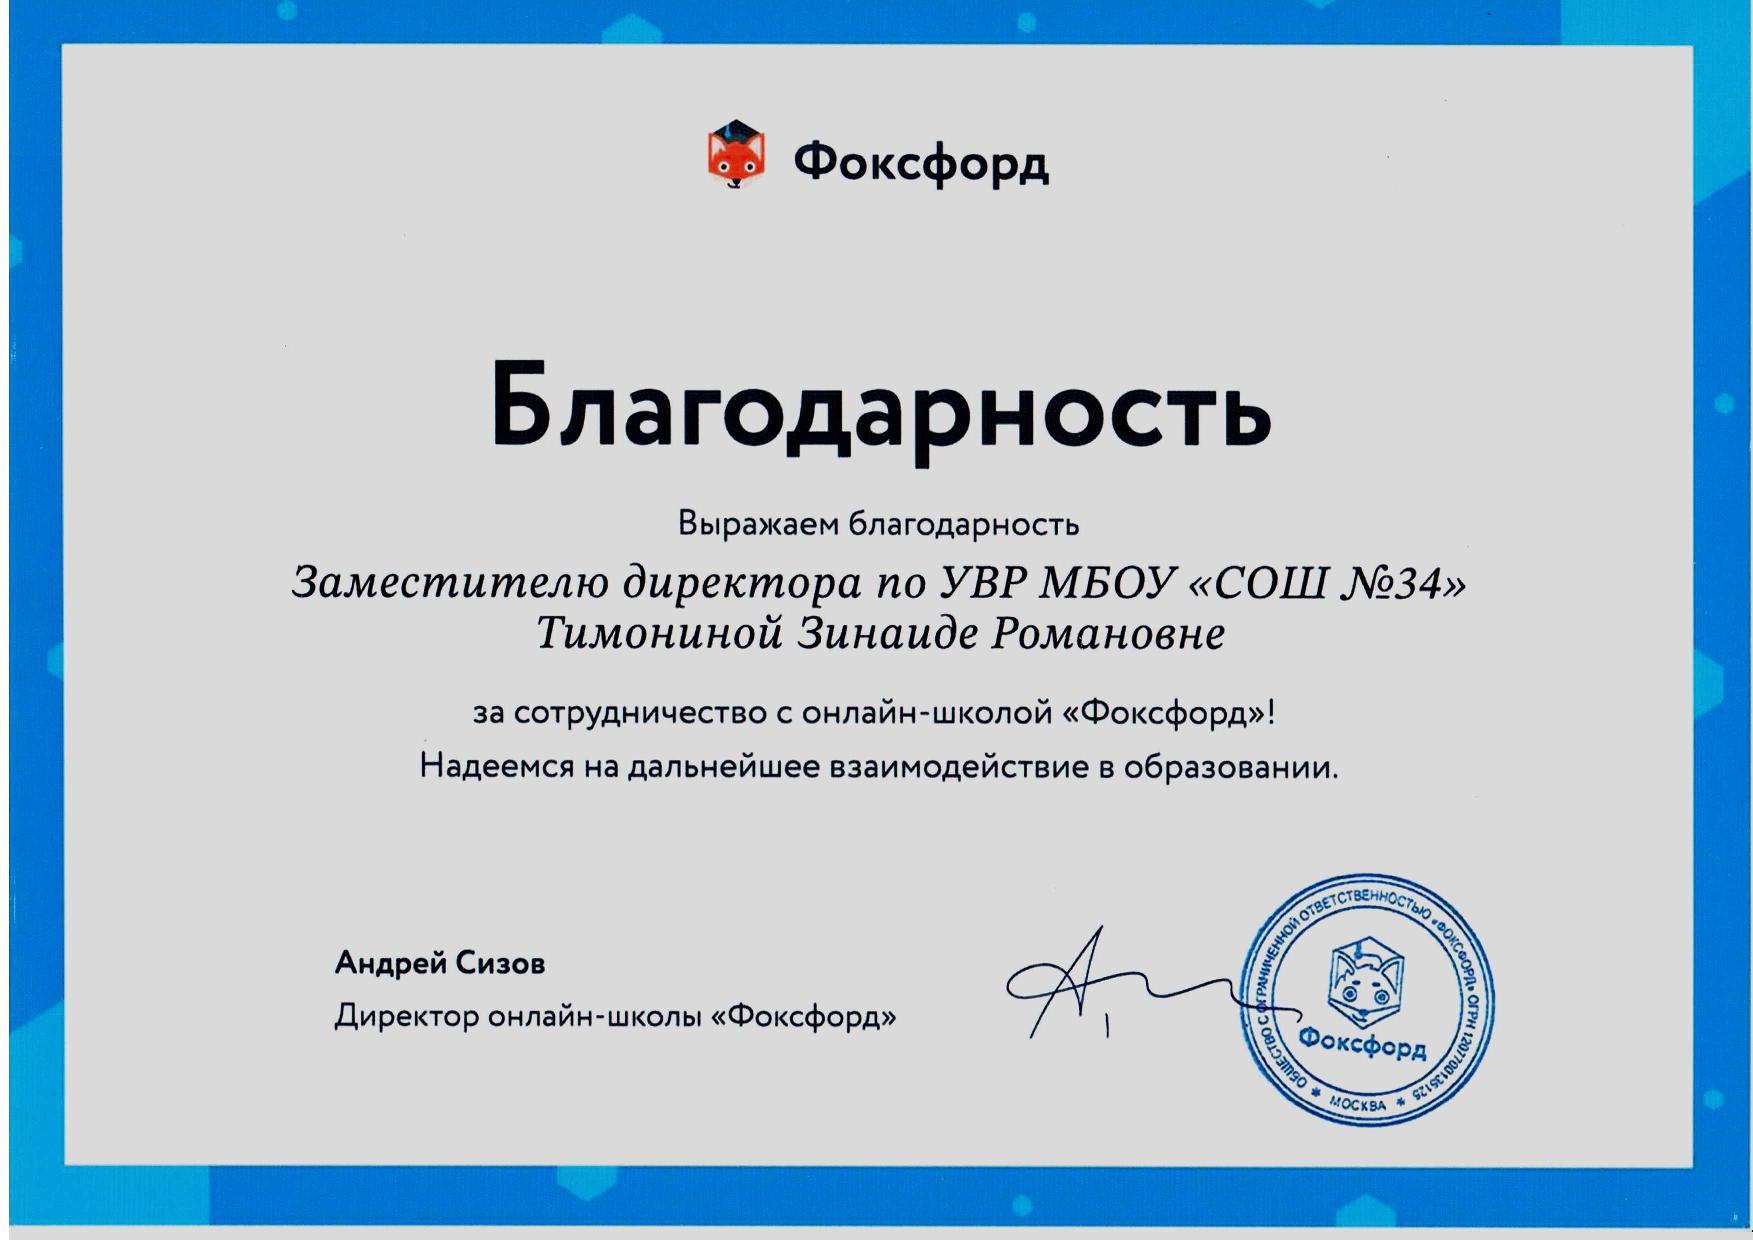 Фоксфорд
Благодарность
Выражаем благодарность
Заместителю директора по УВР МБОУ «СОШ №34»
Тимониной Зинаиде Романовне
за сотрудничество с онлайн-школой «Фоксфорд»!
Надеемся на дальнейшее взаимодействие в образовании.
Андрей Сизов
Директор онлайн-школы «Фоксфорд»
ОБЩЕСТВО С ОГРАНИЧЕННОЙ ОТВЕТСТВЕННОСТЬЮ «ФОКСФОРД» ОГРН 1207700135125
Фоксфорд
* МОСКВА *